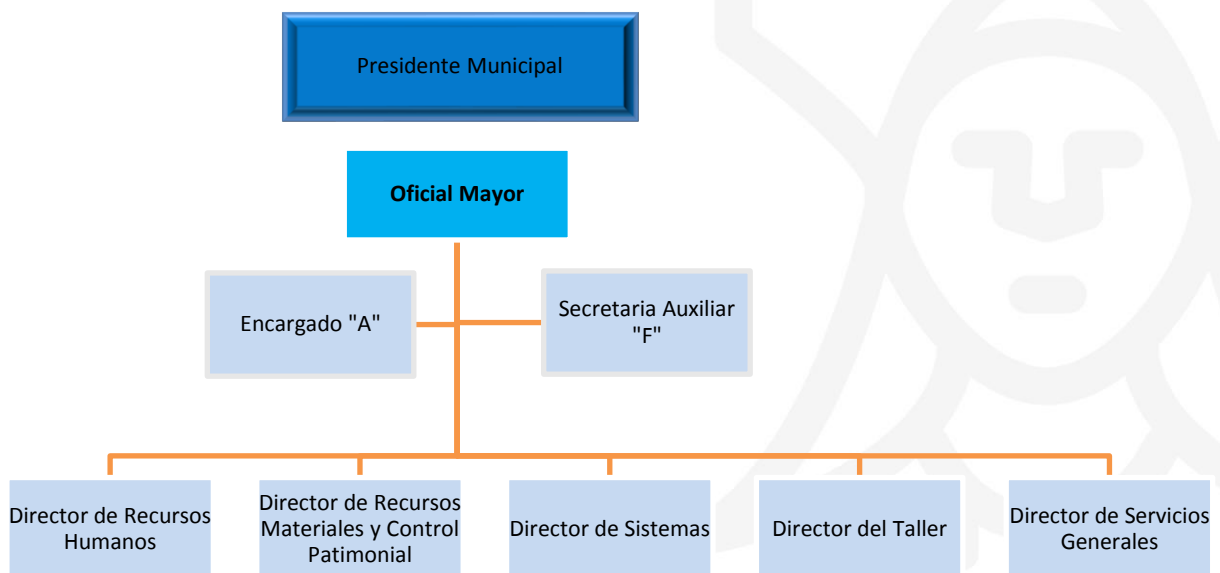 Presidente Municipal
Oficial Mayor
Encargado "A"
Secretaria Auxiliar
"F"
Director de Recursos
Humanos
Director de Recursos
Materiales y Control
Patrimonial
Director de Sistemas
Director del Taller
Director de Servicios
Generales